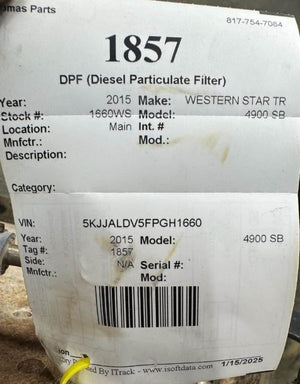 omas Parts
817-754-7064
1857
DPF (Diesel Particulate Filter)
Year: 2015 Make: WESTERN STAR TR
Stock #: 1660WS Model: 4900 SB
Location: Main Int. #
Mnfctr.: Mod.:
Description:
Category:
VIN: 5KJJALDV5FPGH1660
Year: 2015 Model: 4900 SB
Tag #: 1857
Side: N/A Serial #:
Mnfctr.: Mod:
ion
By ITrack - www.isoftdata.com 1/15/2025